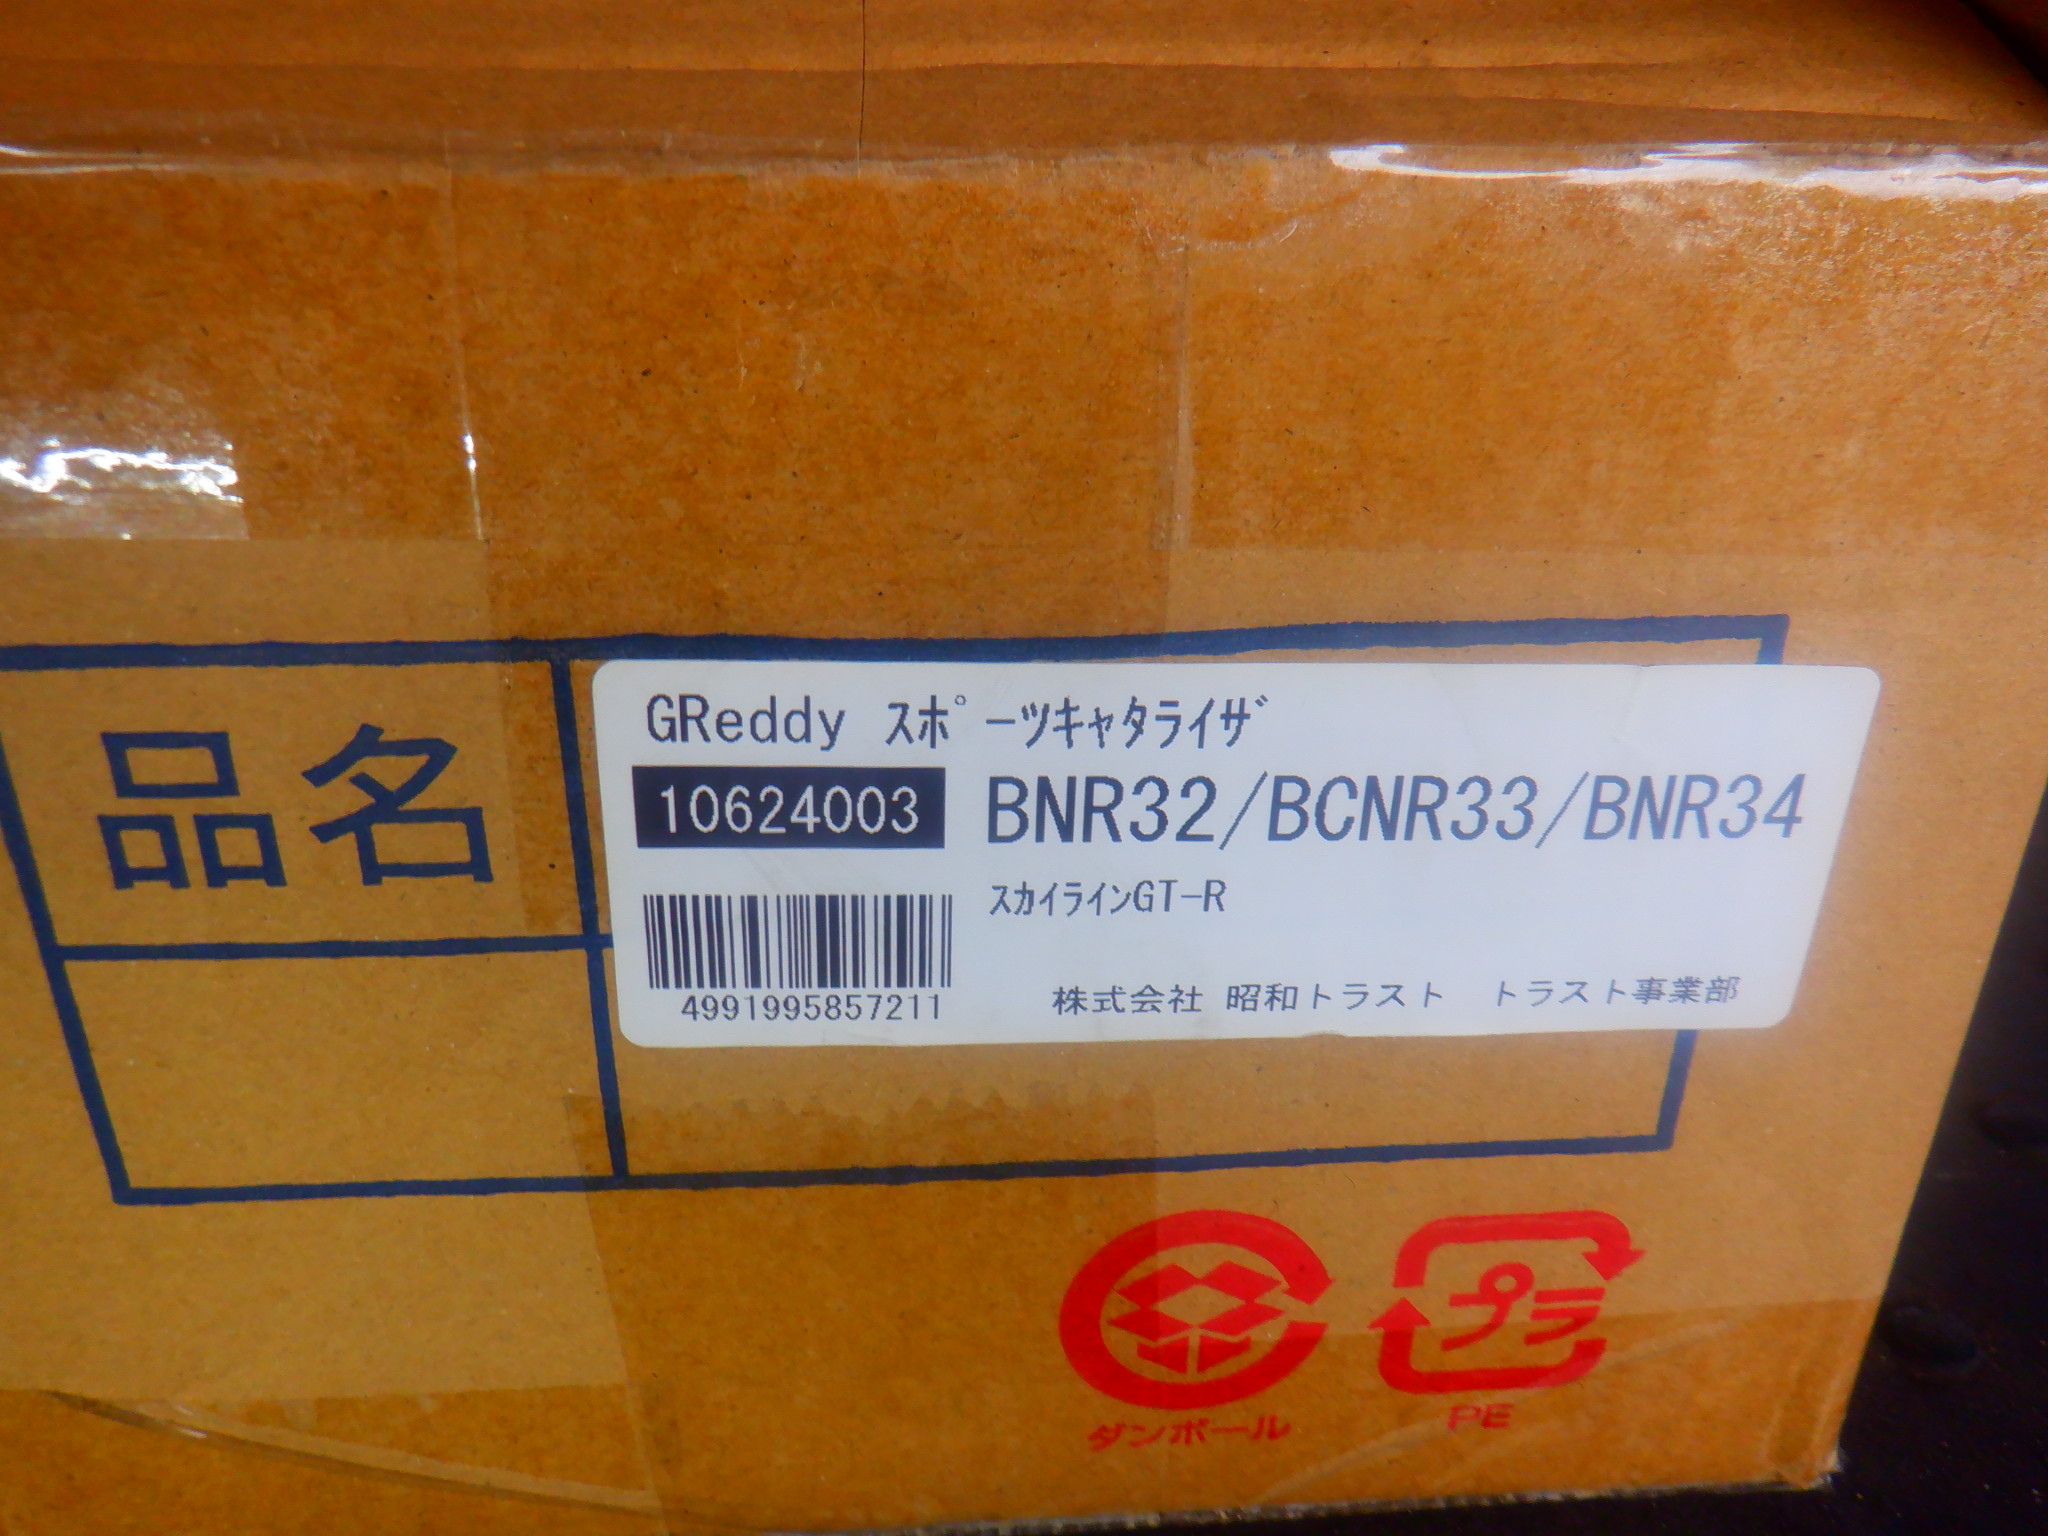 品名
GReddy ｽﾎﾟｰﾂｷｬﾀﾗｲｻﾞ
10624003 BNR32/BCNR33/BNR34
ｽｶｲﾗｲﾝGT-R
4991995857211
株式会社 昭和トラスト トラスト事業部
プラ
ダンボール
PE